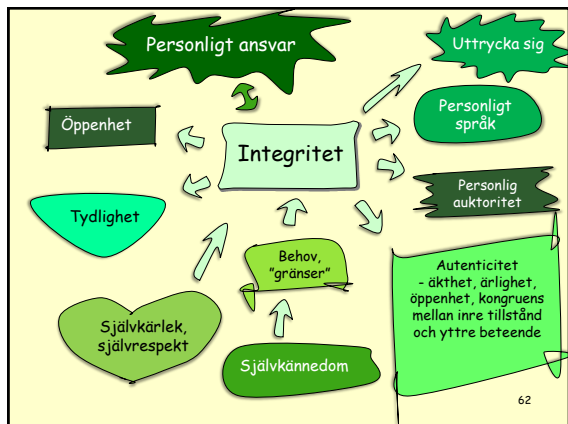 Personligt ansvar
Uttrycka sig
Öppenhet
Personligt
språk
Integritet
Personlig
auktoritet
Tydlighet
Behov,
”gränser”
Autenticitet
- äkthet, ärlighet,
öppenhet, kongruens
mellan inre tillstånd
och yttre beteende
Självkärlek,
självrespekt
Självkännedom
62